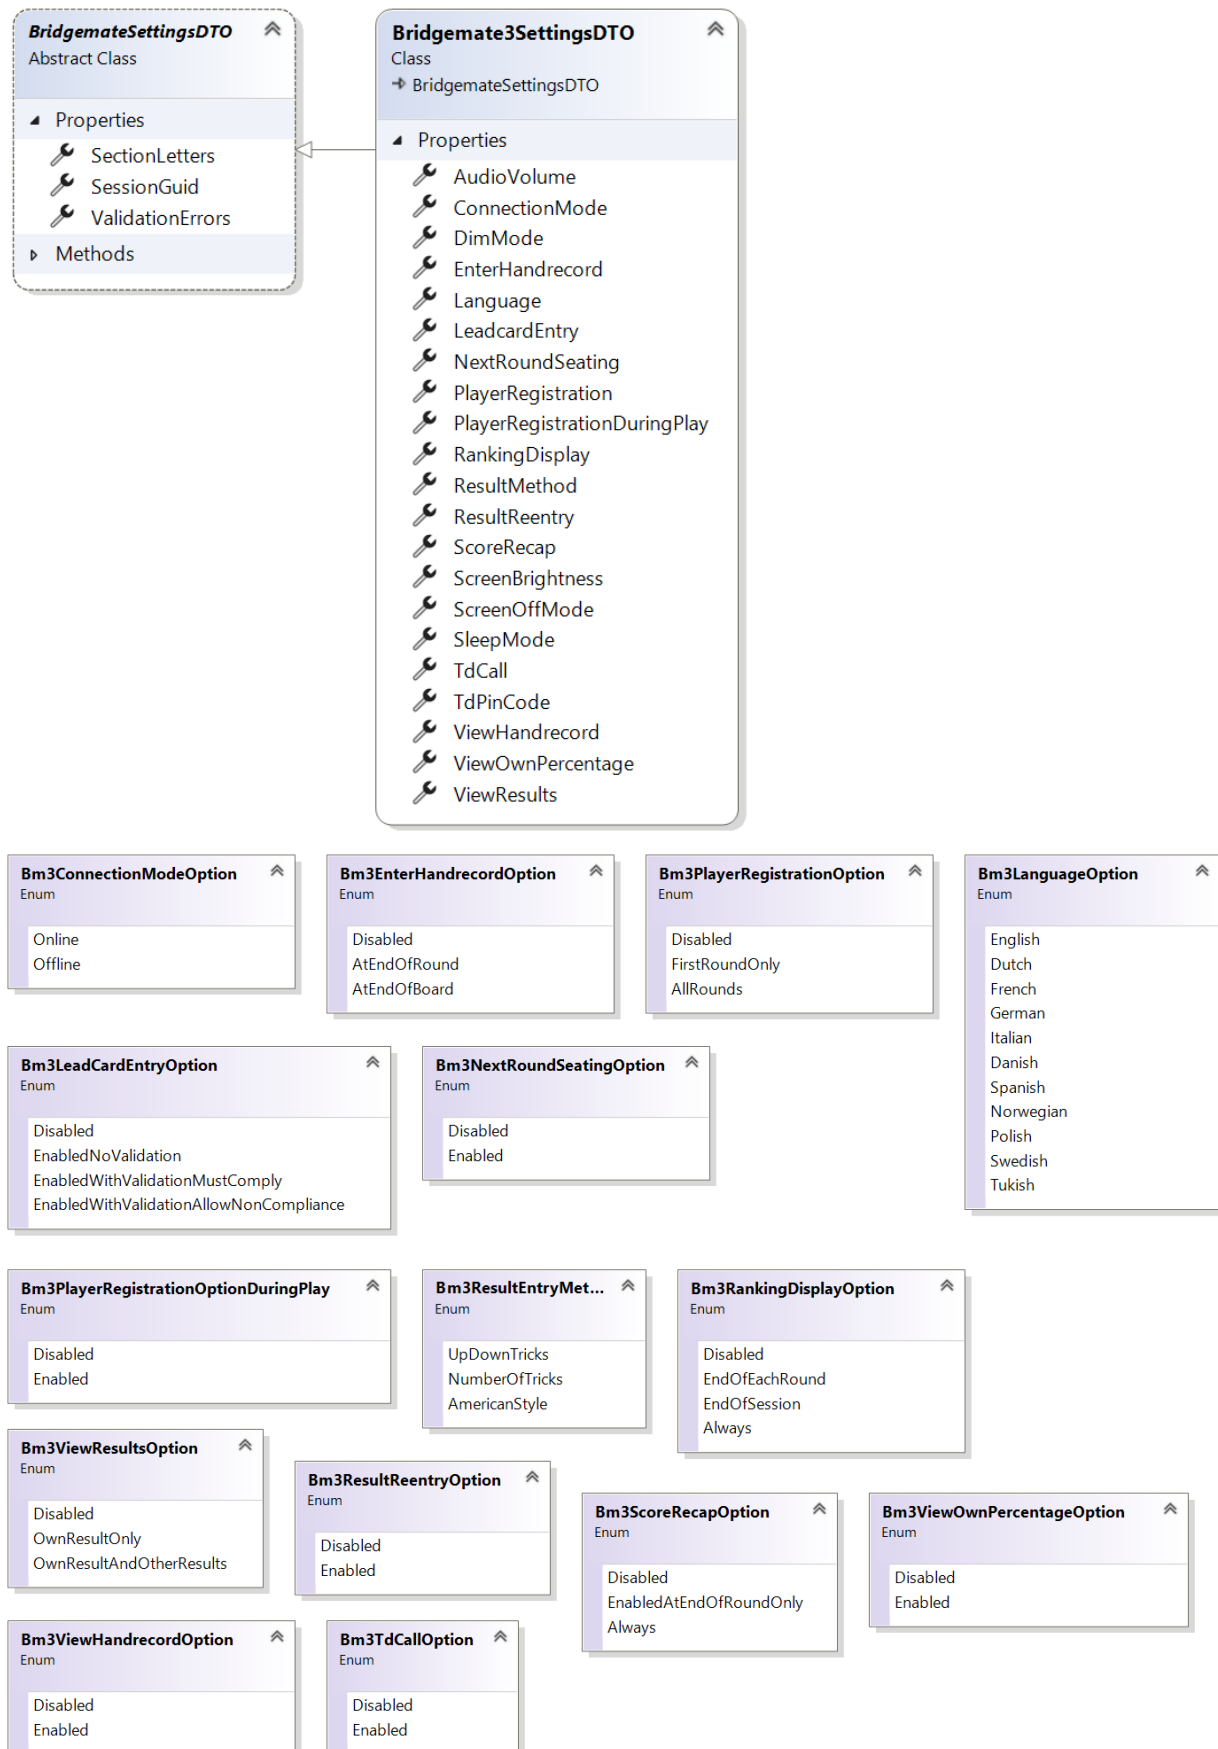 BridgemateSettingsDTO
Abstract Class
Properties
SectionLetters
SessionGuid
ValidationErrors
Methods
Bridgemate3SettingsDTO
Class
BridgemateSettingsDTO
Properties
AudioVolume
ConnectionMode
DimMode
EnterHandrecord
Language
LeadcardEntry
NextRoundSeating
PlayerRegistration
PlayerRegistrationDuringPlay
RankingDisplay
ResultMethod
ResultReentry
ScoreRecap
ScreenBrightness
ScreenOffMode
SleepMode
TdCall
TdPinCode
ViewHandrecord
ViewOwnPercentage
ViewResults
Bm3ConnectionModeOption
Enum
Online
Offline
Bm3EnterHandrecordOption
Enum
Disabled
AtEndOfRound
AtEndOfBoard
Bm3PlayerRegistrationOption
Enum
Disabled
FirstRoundOnly
AllRounds
Bm3LanguageOption
Enum
English
Dutch
French
German
Italian
Danish
Spanish
Norwegian
Polish
Swedish
Tukish
Bm3LeadCardEntryOption
Enum
Disabled
EnabledNoValidation
EnabledWithValidationMustComply
EnabledWithValidationAllowNonCompliance
Bm3NextRoundSeatingOption
Enum
Disabled
Enabled
Bm3PlayerRegistrationOptionDuringPlay
Enum
Disabled
Enabled
Bm3ResultEntryMet...
Enum
UpDownTricks
NumberOfTricks
AmericanStyle
Bm3RankingDisplayOption
Enum
Disabled
EndOfEachRound
EndOfSession
Always
Bm3ViewResultsOption
Enum
Disabled
OwnResultOnly
OwnResultAndOtherResults
Bm3ResultReentryOption
Enum
Disabled
Enabled
Bm3ScoreRecapOption
Enum
Disabled
EnabledAtEndOfRoundOnly
Always
Bm3ViewOwnPercentageOption
Enum
Disabled
Enabled
Bm3ViewHandrecordOption
Enum
Disabled
Enabled
Bm3TdCallOption
Enum
Disabled
Enabled